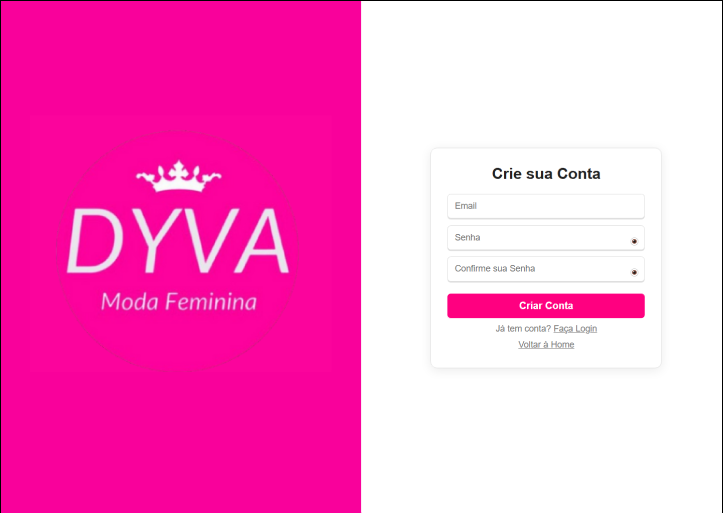 DYVA
Moda Feminina
Crie sua Conta
Email
Senha
Confirme sua Senha
Criar Conta
Já tem conta? Faça Login
Voltar à Home